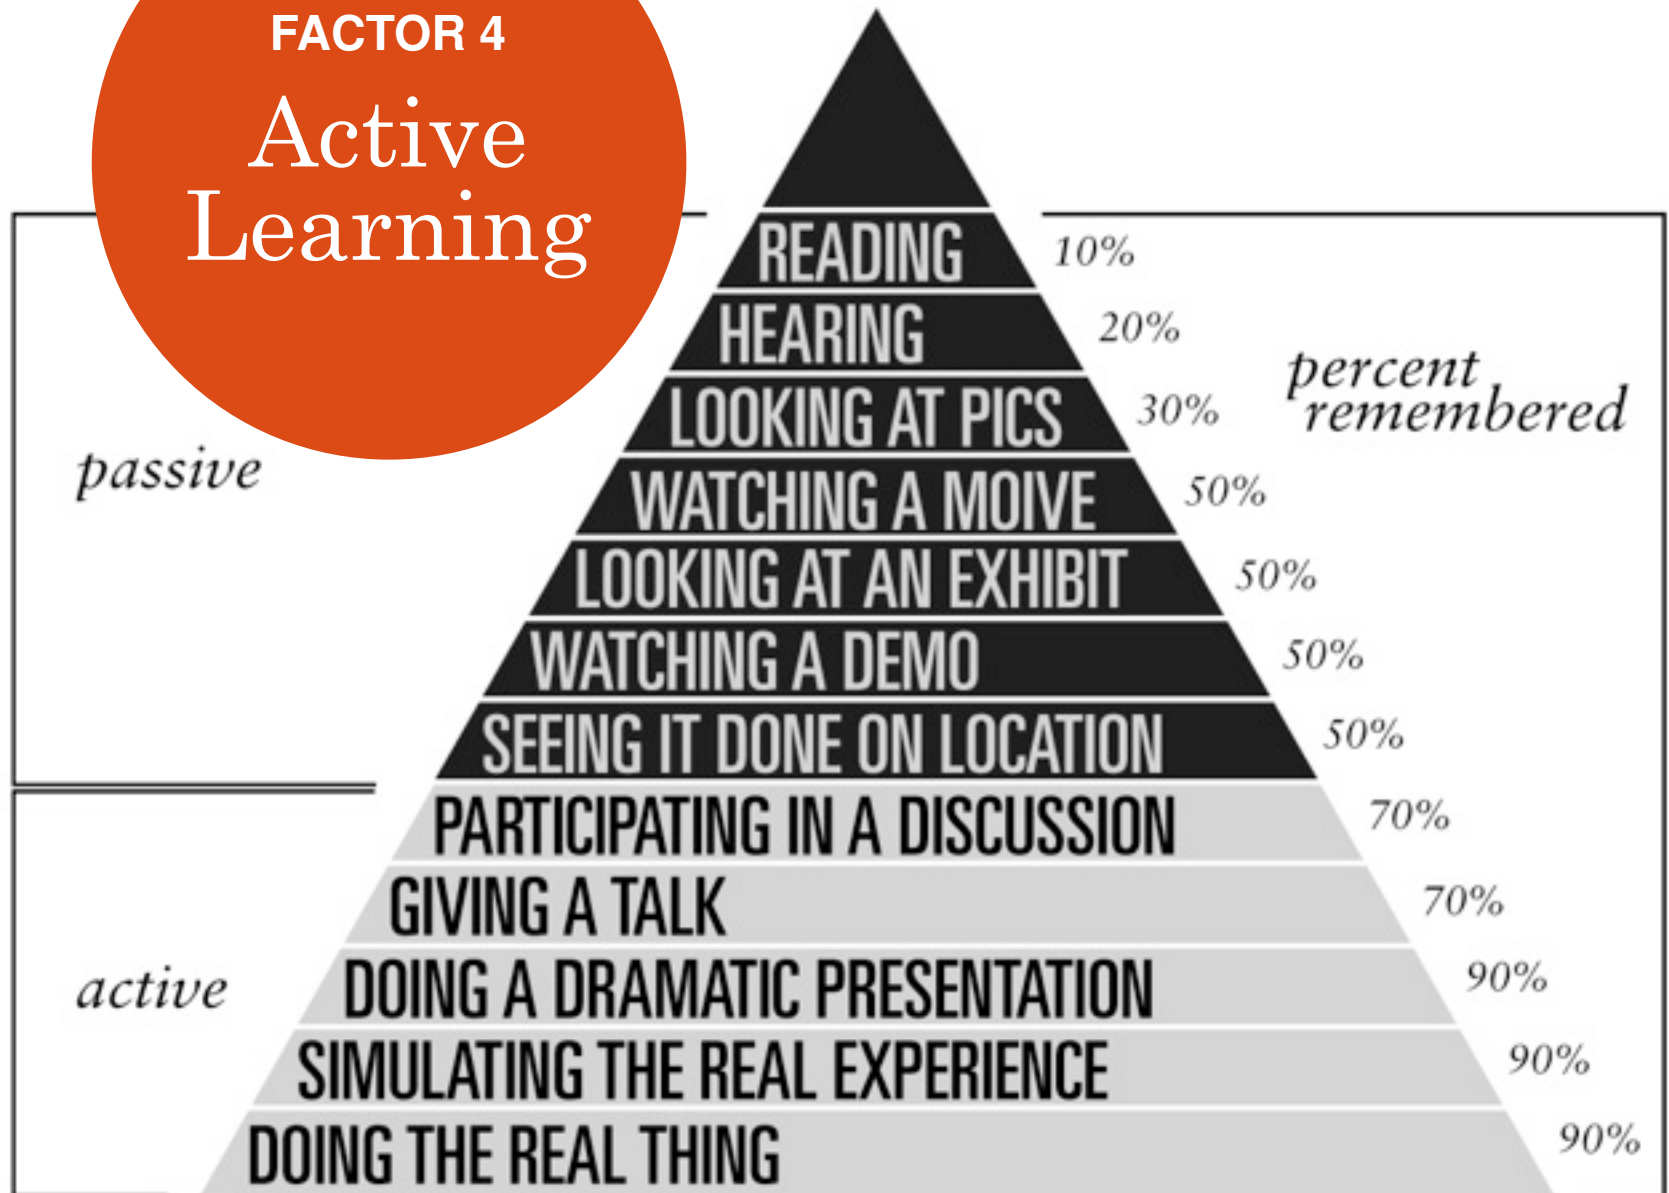 FACTOR 4
Active
Learning
READING
10%
HEARING
20%
LOOKING AT PICS
30%
percent
remembered
passive
WATCHING A MOIVE
50%
LOOKING AT AN EXHIBIT
50%
WATCHING A DEMO
50%
SEEING IT DONE ON LOCATION
50%
PARTICIPATING IN A DISCUSSION
70%
GIVING A TALK
70%
active
DOING A DRAMATIC PRESENTATION
90%
SIMULATING THE REAL EXPERIENCE
90%
DOING THE REAL THING
90%